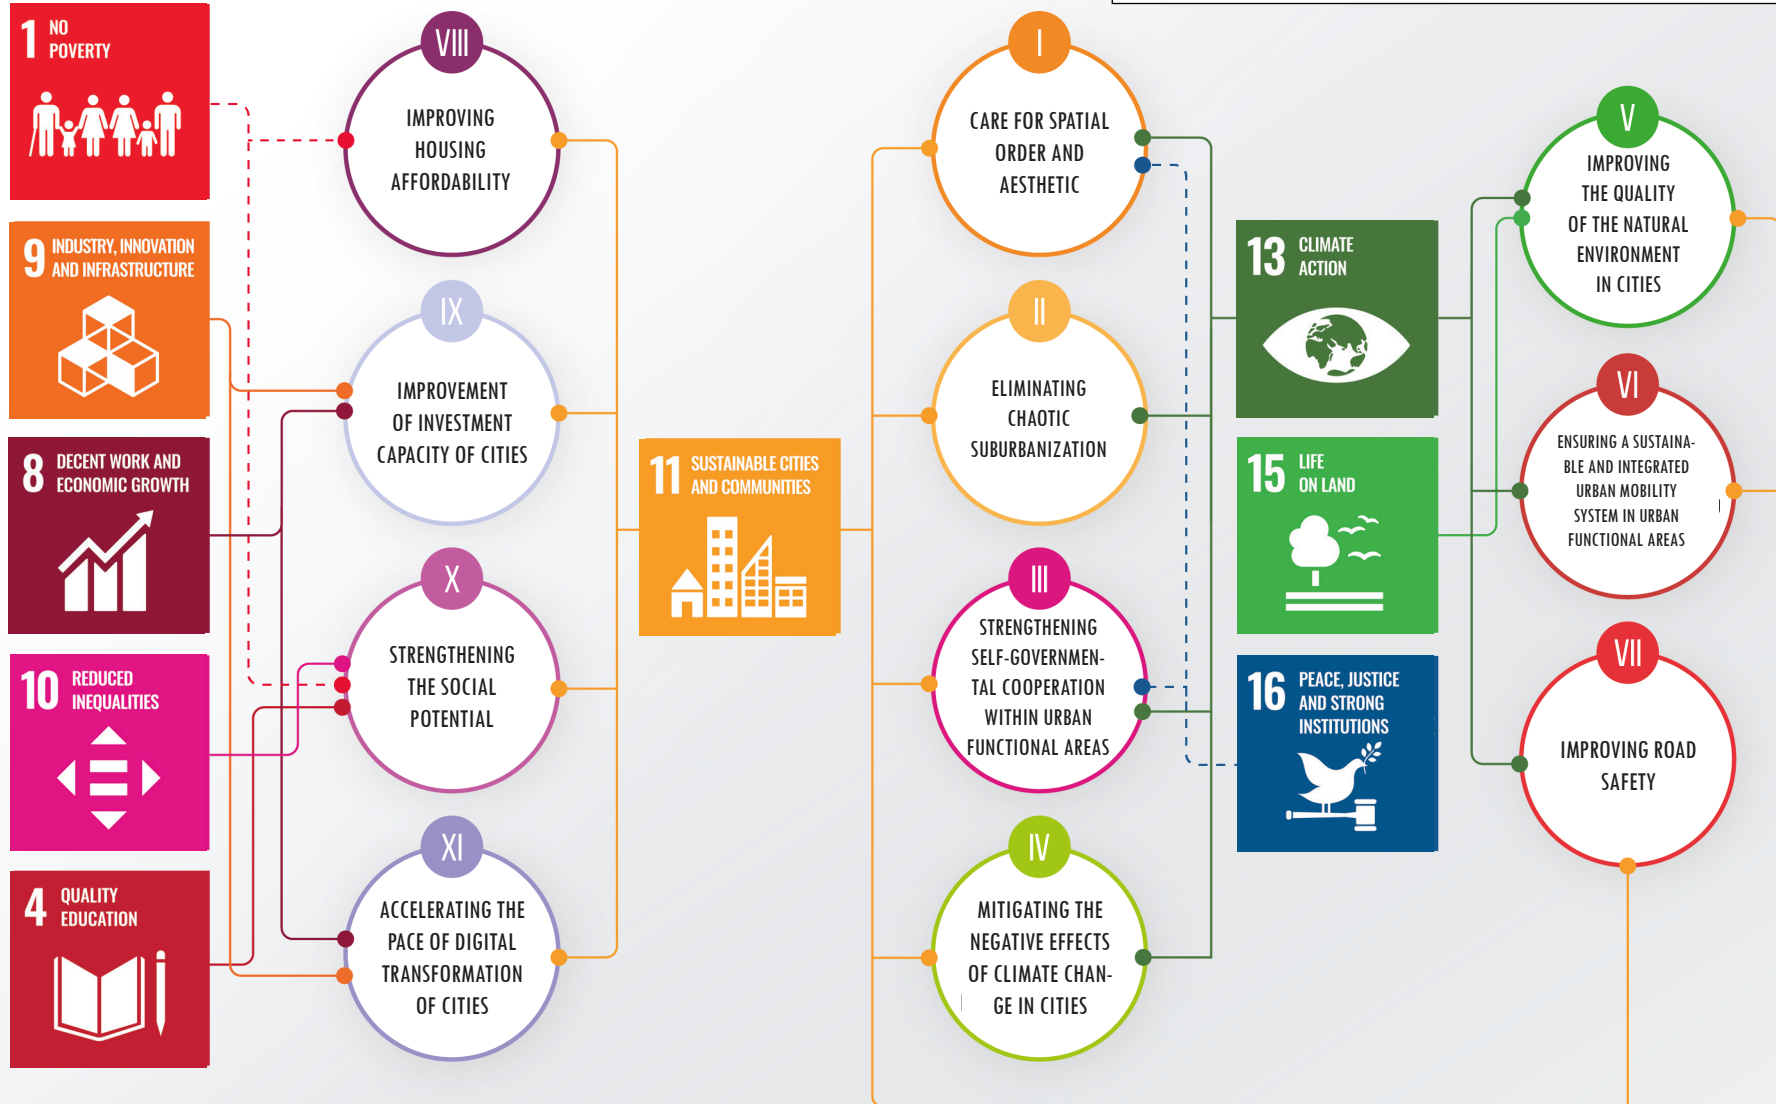 1 NO
POVERTY
9 INDUSTRY, INNOVATION
AND INFRASTRUCTURE
8 DECENT WORK AND
ECONOMIC GROWTH
10 REDUCED
INEQUALITIES
4 QUALITY
EDUCATION
VIII
IMPROVING
HOUSING
AFFORDABILITY
IX
IMPROVEMENT
OF INVESTMENT
CAPACITY OF CITIES
X
STRENGTHENING
THE SOCIAL
POTENTIAL
XI
ACCELERATING THE
PACE OF DIGITAL
TRANSFORMATION
OF CITIES
11 SUSTAINABLE CITIES
AND COMMUNITIES
I
CARE FOR SPATIAL
ORDER AND
AESTHETIC
II
ELIMINATING
CHAOTIC
SUBURBANIZATION
III
STRENGTHENING
SELF-GOVERNMEN-
TAL COOPERATION
WITHIN URBAN
FUNCTIONAL AREAS
IV
MITIGATING THE
NEGATIVE EFFECTS
OF CLIMATE CHAN-
GE IN CITIES
13 CLIMATE
ACTION
15 LIFE
ON LAND
16 PEACE, JUSTICE
AND STRONG
INSTITUTIONS
V
IMPROVING
THE QUALITY
OF THE NATURAL
ENVIRONMENT
IN CITIES
VI
ENSURING A SUSTAINA-
BLE AND INTEGRATED
URBAN MOBILITY
SYSTEM IN URBAN
FUNCTIONAL AREAS
VII
IMPROVING ROAD
SAFETY